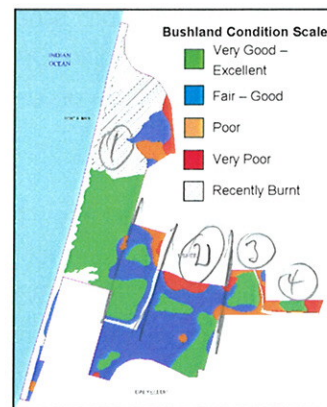 INDIAN
OCEAN
Bushland Condition Scale
Very Good –
Excellent
Fair – Good
Poor
Very Poor
Recently Burnt
1
2
3
4